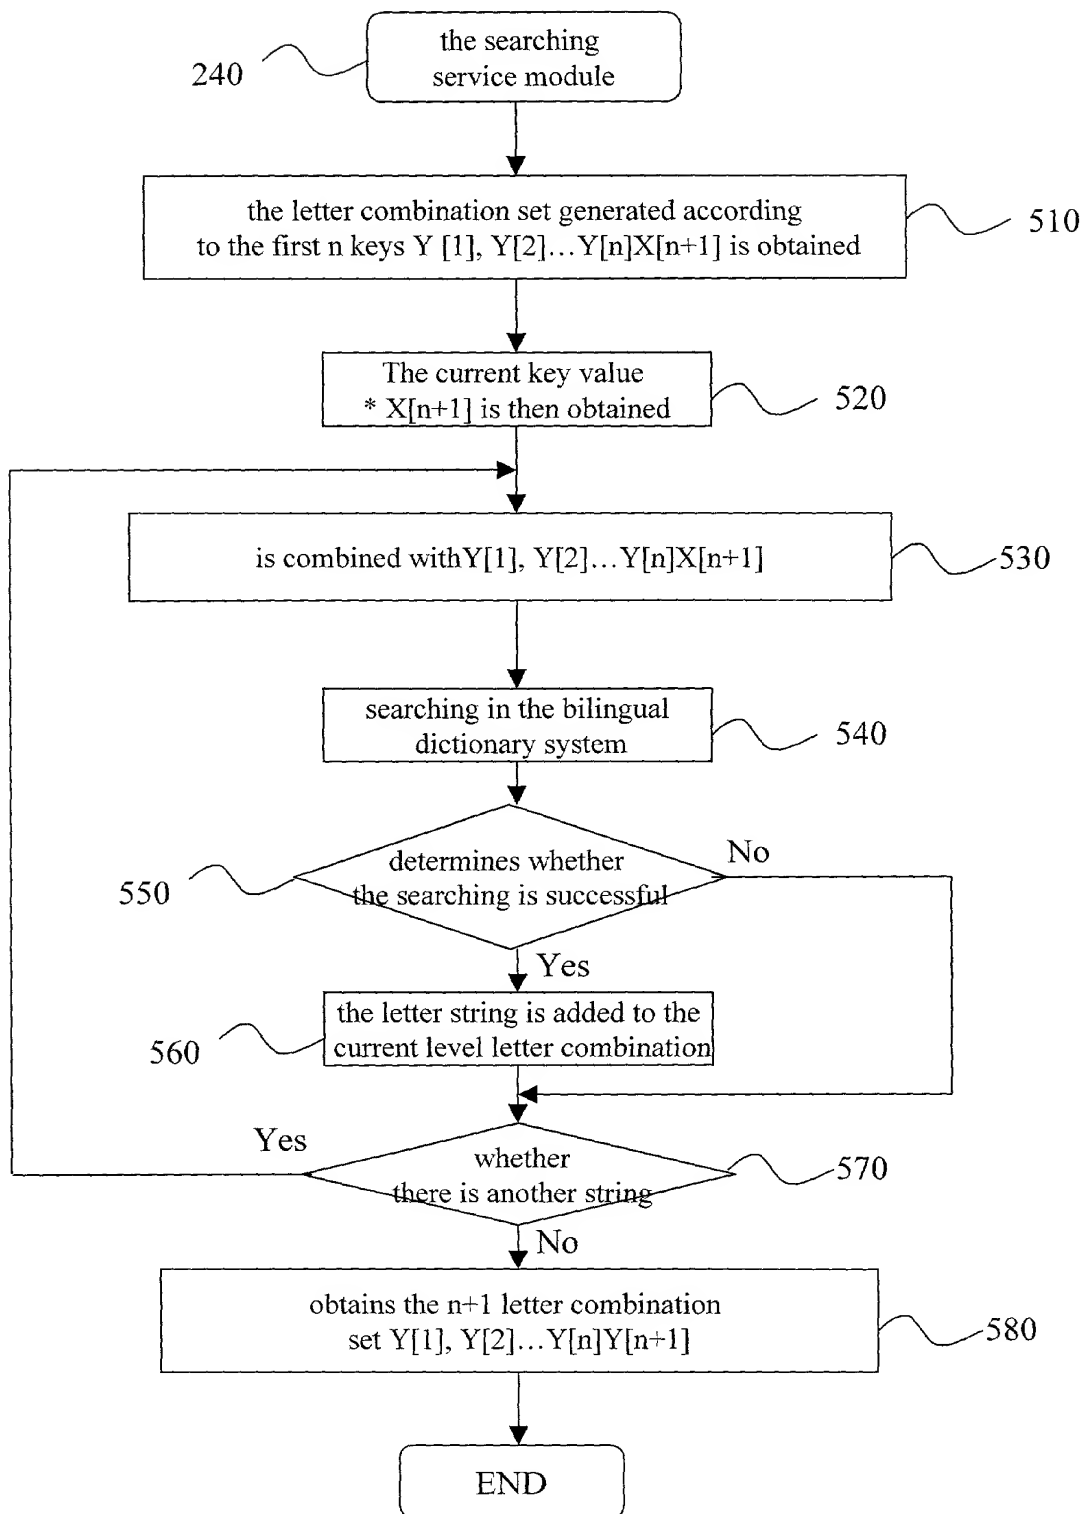 the searching
service module
240
the letter combination set generated according
to the first n keys Y [1], Y[2]...Y[n]X[n+1] is obtained
510
The current key value
* X[n+1] is then obtained
520
is combined withY[1], Y[2]...Y[n]X[n+1]
530
searching in the bilingual
dictionary system
540
determines whether
the searching is successful
No
550
Yes
the letter string is added to the
current level letter combination
560
Yes
whether
there is another string
570
No
obtains the n+1 letter combination
set Y[1], Y[2]...Y[n]Y[n+1]
580
END